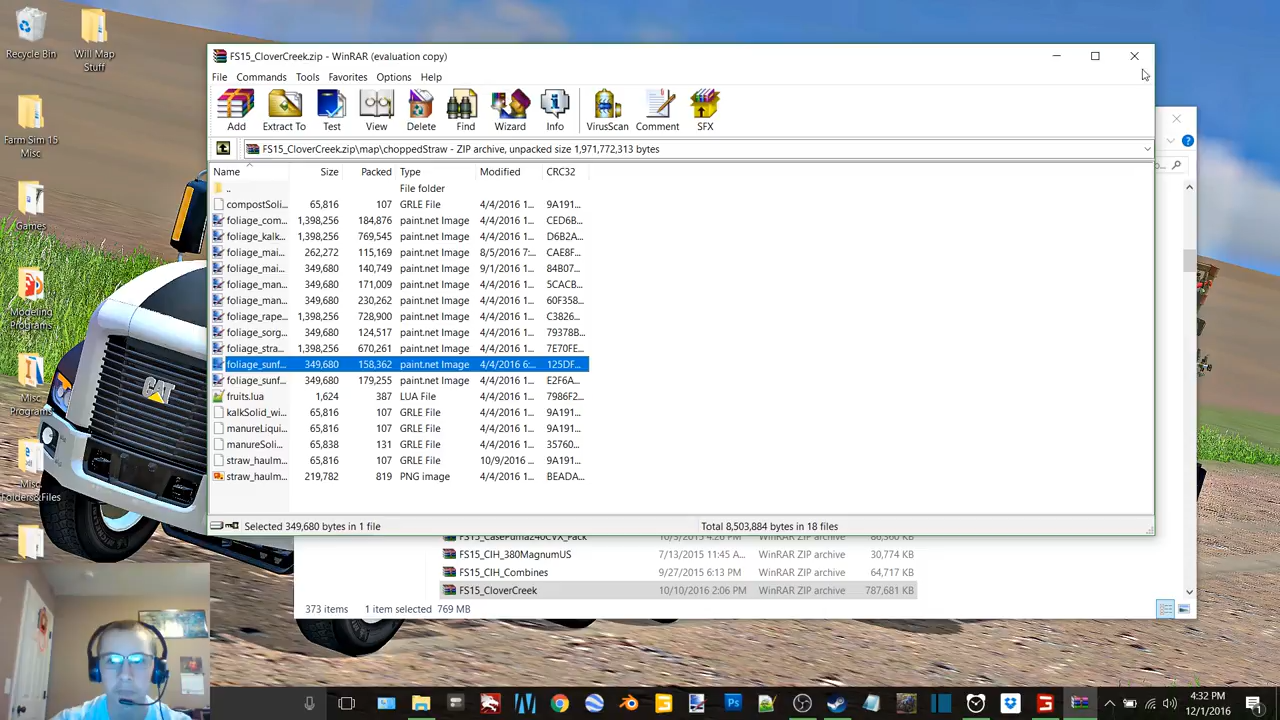 Recycle Bin
Will Map
Stuff
Farm Sim 15
Misc
Games
Modeling
Programs
Misc
Programs
Misc
Folders&Files
CAT
FS15_CloverCreek.zip - WinRAR (evaluation copy)
File Commands Tools Favorites Options Help
Add Extract To Test View Delete Find Wizard Info VirusScan Comment SFX
FS15_CloverCreek.zip\map\choppedStraw - ZIP archive, unpacked size 1,971,772,313 bytes
Name Size Packed Type Modified CRC32
.. File folder
compostSoli... 65,816 107 GRLE File 4/4/2016 1... 9A191...
foliage_com... 1,398,256 184,876 paint.net Image 4/4/2016 1... CED6B...
foliage_kalk... 1,398,256 769,545 paint.net Image 4/4/2016 1... D6B2A...
foliage_mai... 262,272 115,169 paint.net Image 8/5/2016 7:... CAE8F...
foliage_mai... 349,680 140,749 paint.net Image 9/1/2016 1... 84B07...
foliage_man... 349,680 171,009 paint.net Image 4/4/2016 1... 5CACB...
foliage_man... 349,680 230,262 paint.net Image 4/4/2016 1... 60F358...
foliage_rape... 1,398,256 728,900 paint.net Image 4/4/2016 1... C3826...
foliage_sorg... 349,680 124,517 paint.net Image 4/4/2016 1... 79378B...
foliage_stra... 1,398,256 670,261 paint.net Image 4/4/2016 1... 7E70FE...
foliage_sunf... 349,680 158,362 paint.net Image 4/4/2016 6:... 125DF...
foliage_sunf... 349,680 179,255 paint.net Image 4/4/2016 1... E2F6A...
fruits.lua 1,624 387 LUA File 4/4/2016 1... 7986F2...
kalkSolid_wi... 65,816 107 GRLE File 4/4/2016 1... 9A191...
manureLiqui... 65,816 107 GRLE File 4/4/2016 1... 9A191...
manureSoli... 65,838 131 GRLE File 4/4/2016 1... 35760...
straw_haulm... 65,816 107 GRLE File 10/9/2016 ... 9A191...
straw_haulm... 219,782 819 PNG image 4/4/2016 1... BEADA...
Selected 349,680 bytes in 1 file Total 8,503,884 bytes in 18 files
FS15_CasePuma240CVX_Pack 10/3/2015 4:26 PM WinRAR ZIP archive 86,360 KB
FS15_CIH_380MagnumUS 7/13/2015 11:45 A... WinRAR ZIP archive 30,774 KB
FS15_CIH_Combines 9/27/2015 6:13 PM WinRAR ZIP archive 64,717 KB
FS15_CloverCreek 10/10/2016 2:06 PM WinRAR ZIP archive 787,681 KB
373 items 1 item selected 769 MB
4:32 PM
12/1/2016